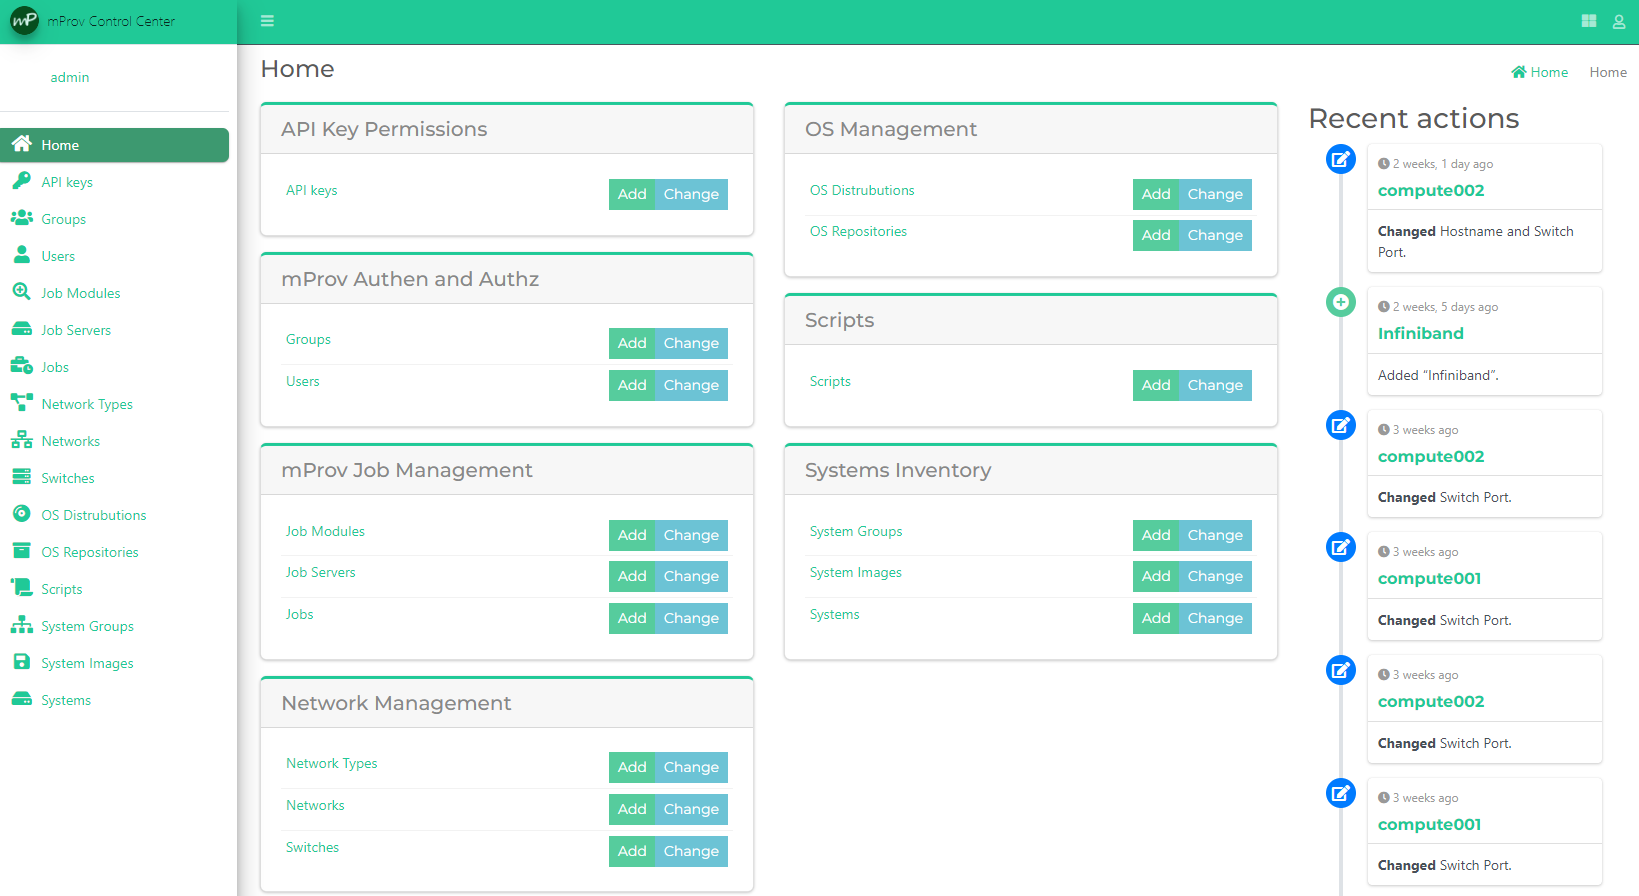 mP mProv Control Center
admin
Home
API keys
Groups
Users
Job Modules
Job Servers
Jobs
Network Types
Networks
Switches
OS Distrubutions
OS Repositories
Scripts
System Groups
System Images
Systems
Home
Home Home
API Key Permissions
API keys Add Change
mProv Authen and Authz
Groups Add Change
Users Add Change
mProv Job Management
Job Modules Add Change
Job Servers Add Change
Jobs Add Change
Network Management
Network Types Add Change
Networks Add Change
Switches Add Change
OS Management
OS Distrubutions Add Change
OS Repositories Add Change
Scripts
Scripts Add Change
Systems Inventory
System Groups Add Change
System Images Add Change
Systems Add Change
Recent actions
2 weeks, 1 day ago
compute002
Changed Hostname and Switch
Port.
2 weeks, 5 days ago
Infiniband
Added “Infiniband”.
3 weeks ago
compute002
Changed Switch Port.
3 weeks ago
compute001
Changed Switch Port.
3 weeks ago
compute002
Changed Switch Port.
3 weeks ago
compute001
Changed Switch Port.